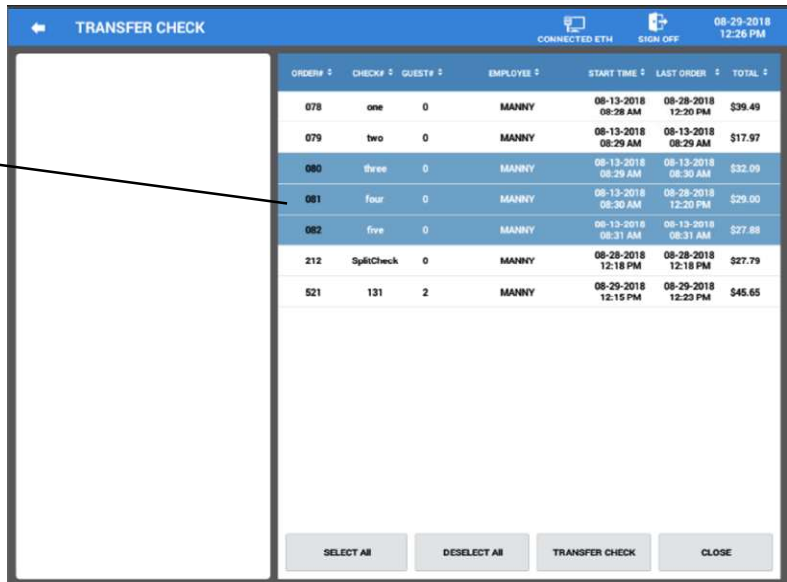 TRANSFER CHECK
CONNECTED ETH
SIGN OFF
08-29-2018
12:26 PM
ORDER# CHECK# GUEST# EMPLOYEE START TIME LAST ORDER TOTAL
078 one 0 MANNY 08-13-2018 08:28 AM 08-28-2018 12:20 PM $39.49
079 two 0 MANNY 08-13-2018 08:29 AM 08-13-2018 08:29 AM $17.97
080 three 0 MANNY 08-13-2018 08:29 AM 08-13-2018 08:30 AM $32.09
081 four 0 MANNY 08-13-2018 08:30 AM 08-28-2018 12:20 PM $29.00
082 five 0 MANNY 08-13-2018 08:31 AM 08-13-2018 08:31 AM $27.88
212 SplitCheck 0 MANNY 08-28-2018 12:18 PM 08-28-2018 12:18 PM $27.79
521 131 2 MANNY 08-29-2018 12:15 PM 08-29-2018 12:23 PM $45.65
SELECT All DESELECT All TRANSFER CHECK CLOSE